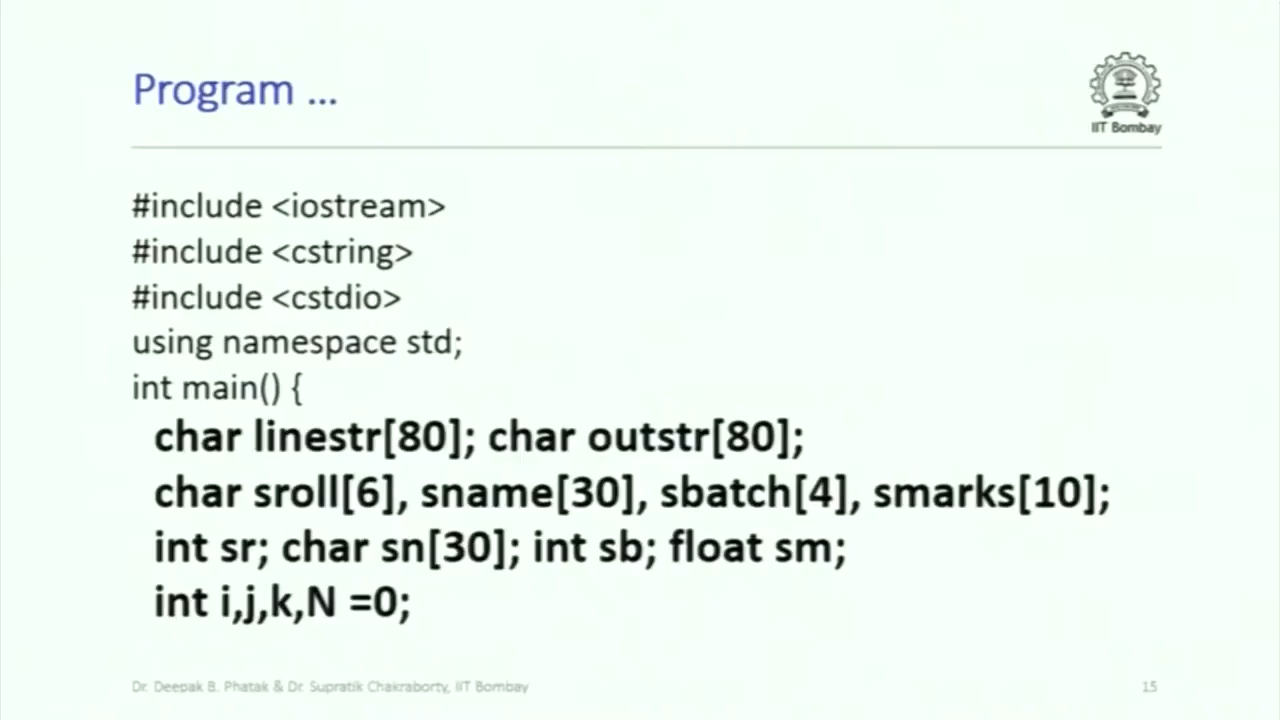 Program ...
IIT Bombay
#include <iostream>
#include <cstring>
#include <cstdio>
using namespace std;
int main() {
char linestr[80]; char outstr[80];
char sroll[6], sname[30], sbatch[4], smarks[10];
int sr; char sn[30]; int sb; float sm;
int i,j,k,N =0;
Dr. Deepak B. Phatak & Dr. Supratik Chakraborty, IIT Bombay
15